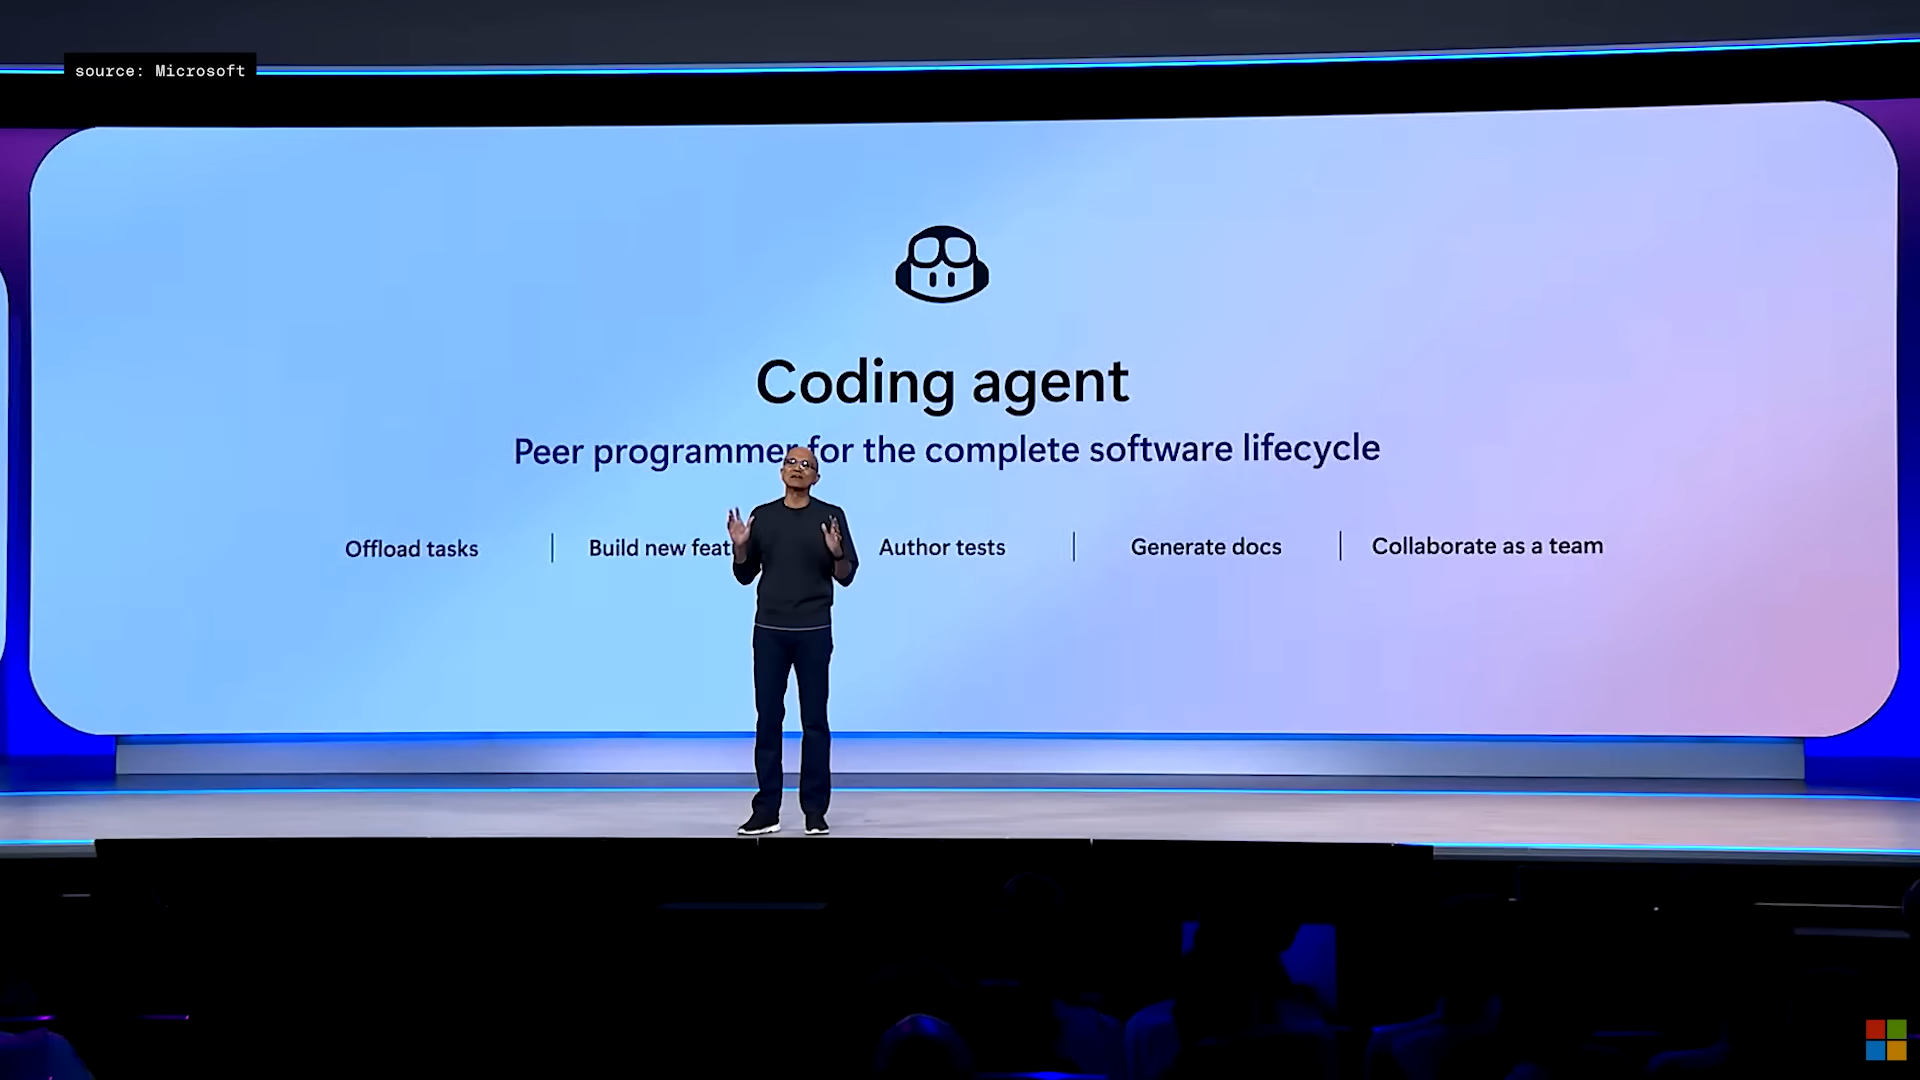 source: Microsoft
Coding agent
Peer programmer for the complete software lifecycle
Offload tasks | Build new feat | Author tests | Generate docs | Collaborate as a team